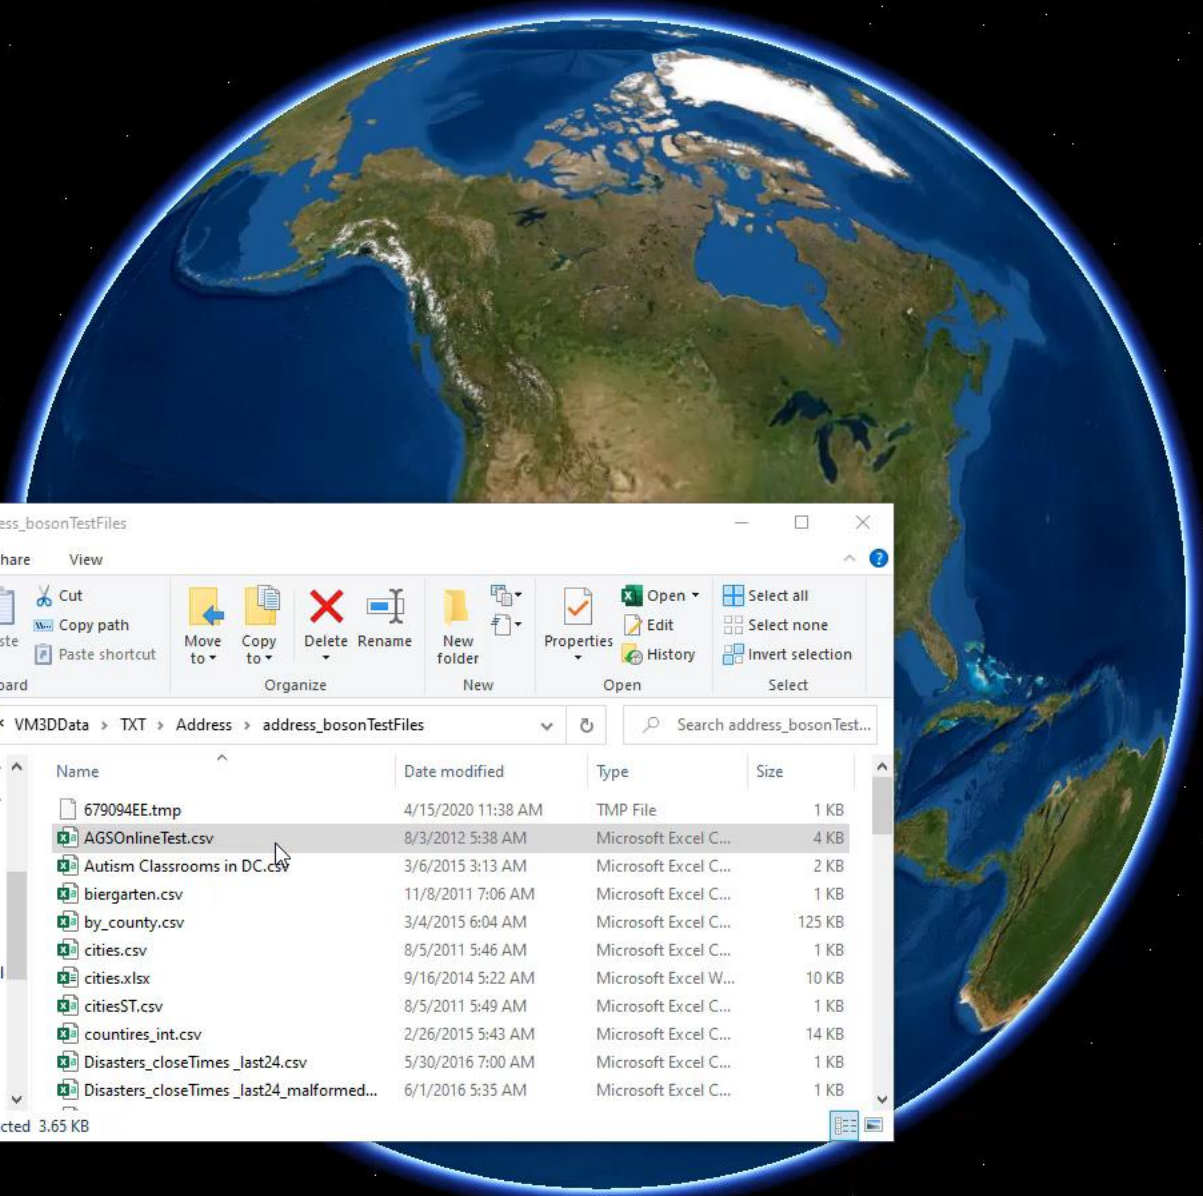 ess_bosonTestFiles
hare View
Cut
Copy path
ste
Paste shortcut
oard
Move to
Copy to
Delete
Rename
Organize
New folder
New
Properties
Open
Edit
History
Open
Select all
Select none
Invert selection
Select
VM3DData › TXT › Address › address_bosonTestFiles
Search address_bosonTest...
Name Date modified Type Size
679094EE.tmp 4/15/2020 11:38 AM TMP File 1 KB
AGSOnlineTest.csv 8/3/2012 5:38 AM Microsoft Excel C... 4 KB
Autism Classrooms in DC.csv 3/6/2015 3:13 AM Microsoft Excel C... 2 KB
biergarten.csv 11/8/2011 7:06 AM Microsoft Excel C... 1 KB
by_county.csv 3/4/2015 6:04 AM Microsoft Excel C... 125 KB
cities.csv 8/5/2011 5:46 AM Microsoft Excel C... 1 KB
cities.xlsx 9/16/2014 5:22 AM Microsoft Excel W... 10 KB
citiesST.csv 8/5/2011 5:49 AM Microsoft Excel C... 1 KB
countires_int.csv 2/26/2015 5:43 AM Microsoft Excel C... 14 KB
Disasters_closeTimes _last24.csv 5/30/2016 7:00 AM Microsoft Excel C... 1 KB
Disasters_closeTimes _last24_malformed... 6/1/2016 5:35 AM Microsoft Excel C... 1 KB
cted 3.65 KB